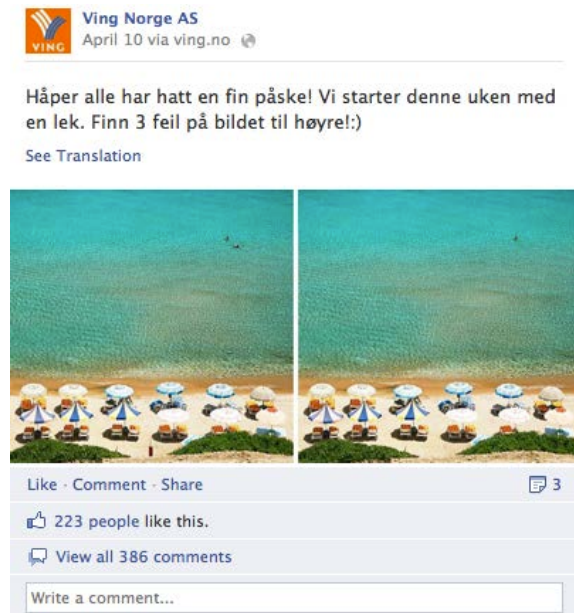 VING
Ving Norge AS
April 10 via ving.no
Håper alle har hatt en fin påske! Vi starter denne uken med
en lek. Finn 3 feil på bildet til høyre!:)
See Translation
Like · Comment · Share
3
223 people like this.
View all 386 comments
Write a comment...